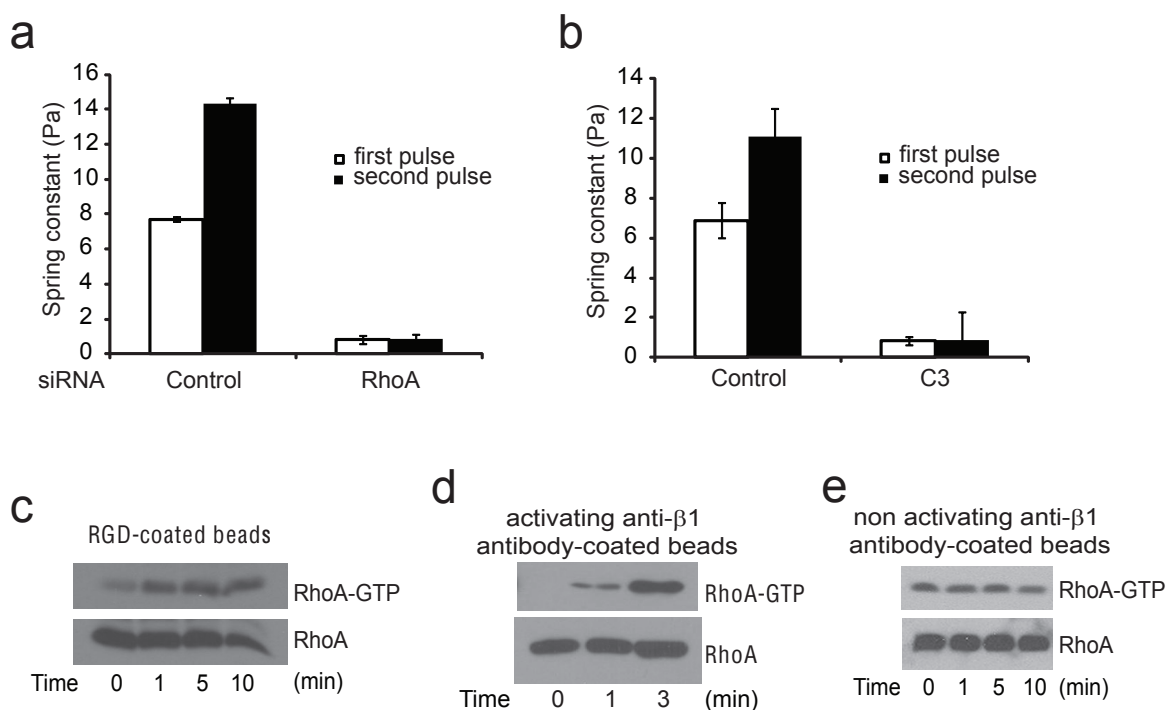 a
Spring constant (Pa)
16
14
12
10
8
6
4
2
0
first pulse
second pulse
siRNA Control RhoA
b
Spring constant (Pa)
14
12
10
8
6
4
2
0
first pulse
second pulse
Control C3
c
RGD-coated beads
RhoA-GTP
RhoA
Time 0 1 5 10 (min)
d
activating anti-β1
antibody-coated beads
RhoA-GTP
RhoA
Time 0 1 3 (min)
e
non activating anti-β1
antibody-coated beads
RhoA-GTP
RhoA
Time 0 1 5 10 (min)